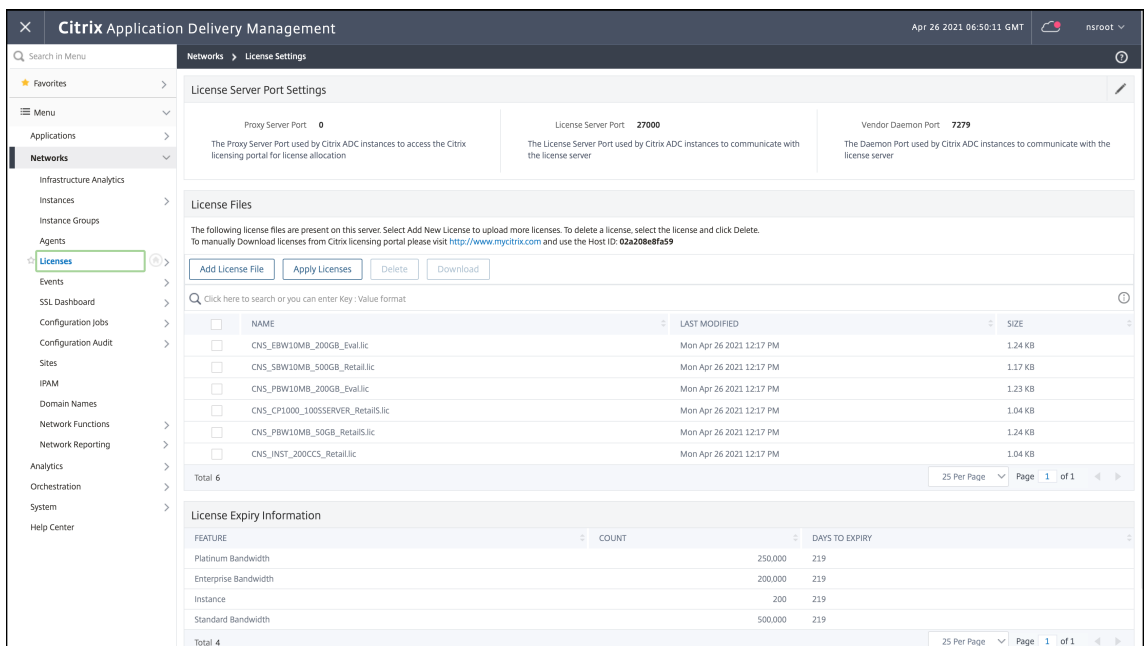 Citrix Application Delivery Management
Apr 26 2021 06:50:11 GMT
nsroot
Search in Menu
Networks > License Settings
Favorites
Menu
Applications
Networks
Infrastructure Analytics
Instances
Instance Groups
Agents
Licenses
Events
SSL Dashboard
Configuration Jobs
Configuration Audit
Sites
IPAM
Domain Names
Network Functions
Network Reporting
Analytics
Orchestration
System
Help Center
License Server Port Settings
Proxy Server Port 0
The Proxy Server Port used by Citrix ADC instances to access the Citrix
licensing portal for license allocation
License Server Port 27000
The License Server Port used by Citrix ADC instances to communicate with
the license server
Vendor Daemon Port 7279
The Daemon Port used by Citrix ADC instances to communicate with the
license server
License Files
The following license files are present on this server. Select Add New License to upload more licenses. To delete a license, select the license and click Delete.
To manually Download licenses from Citrix licensing portal please visit http://www.mycitrix.com and use the Host ID: 02a208e8fa59
Add License File Apply Licenses Delete Download
Click here to search or you can enter Key : Value format
NAME LAST MODIFIED SIZE
CNS_EBW10MB_200GB_Eval.lic Mon Apr 26 2021 12:17 PM 1.24 KB
CNS_SBW10MB_500GB_Retail.lic Mon Apr 26 2021 12:17 PM 1.17 KB
CNS_PBW10MB_200GB_Eval.lic Mon Apr 26 2021 12:17 PM 1.23 KB
CNS_CP1000_100SSERVER_RetailS.lic Mon Apr 26 2021 12:17 PM 1.04 KB
CNS_PBW10MB_50GB_RetailS.lic Mon Apr 26 2021 12:17 PM 1.24 KB
CNS_INST_200CCS_Retail.lic Mon Apr 26 2021 12:17 PM 1.04 KB
Total 6 25 Per Page Page 1 of 1
License Expiry Information
FEATURE COUNT DAYS TO EXPIRY
Platinum Bandwidth 250,000 219
Enterprise Bandwidth 200,000 219
Instance 200 219
Standard Bandwidth 500,000 219
Total 4 25 Per Page Page 1 of 1